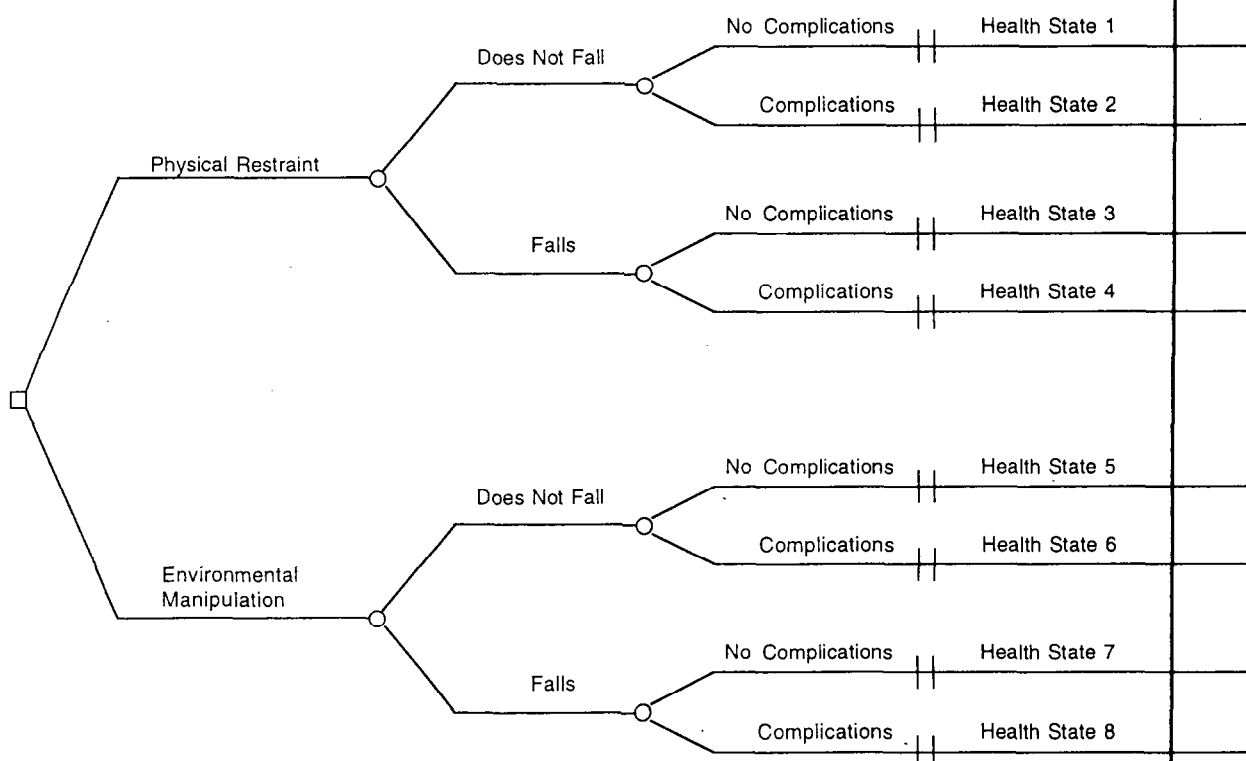 No Complications
Health State 1
Does Not Fall
Complications
Health State 2
Physical Restraint
No Complications
Health State 3
Falls
Complications
Health State 4
No Complications
Health State 5
Does Not Fall
Complications
Health State 6
Environmental
Manipulation
No Complications
Health State 7
Falls
Complications
Health State 8